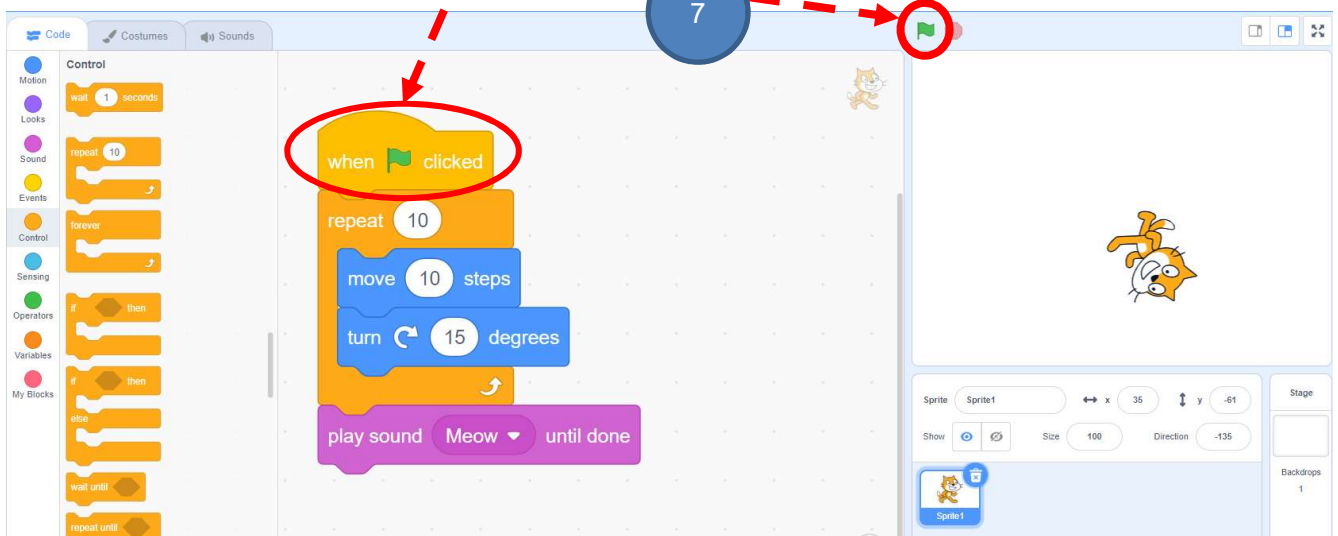 7
Code
Costumes
Sounds
Motion
Looks
Sound
Events
Control
Sensing
Operators
Variables
My Blocks
Control
wait 1 seconds
repeat 10
forever
if then
if then
else
wait until
repeat until
when clicked
repeat 10
move 10 steps
turn 15 degrees
play sound Meow until done
Sprite Sprite1 x 35 y -61
Show Size 100 Direction -135
Sprite1
Stage
Backdrops
1